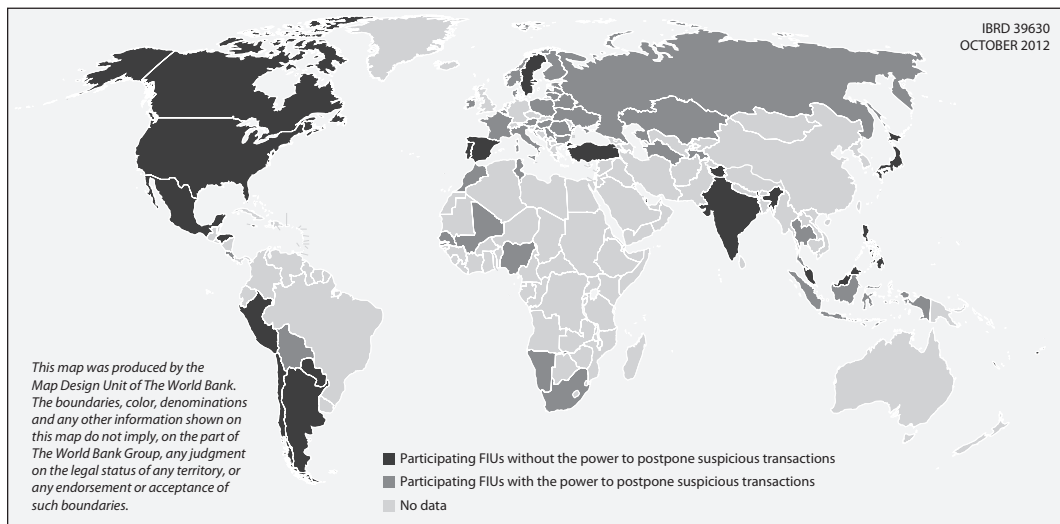 IBRD 39630
OCTOBER 2012
This map was produced by the
Map Design Unit of The World Bank.
The boundaries, color, denominations
and any other information shown on
this map do not imply, on the part of
The World Bank Group, any judgment
on the legal status of any territory, or
any endorsement or acceptance of
such boundaries.
Participating FIUs without the power to postpone suspicious transactions
Participating FIUs with the power to postpone suspicious transactions
No data